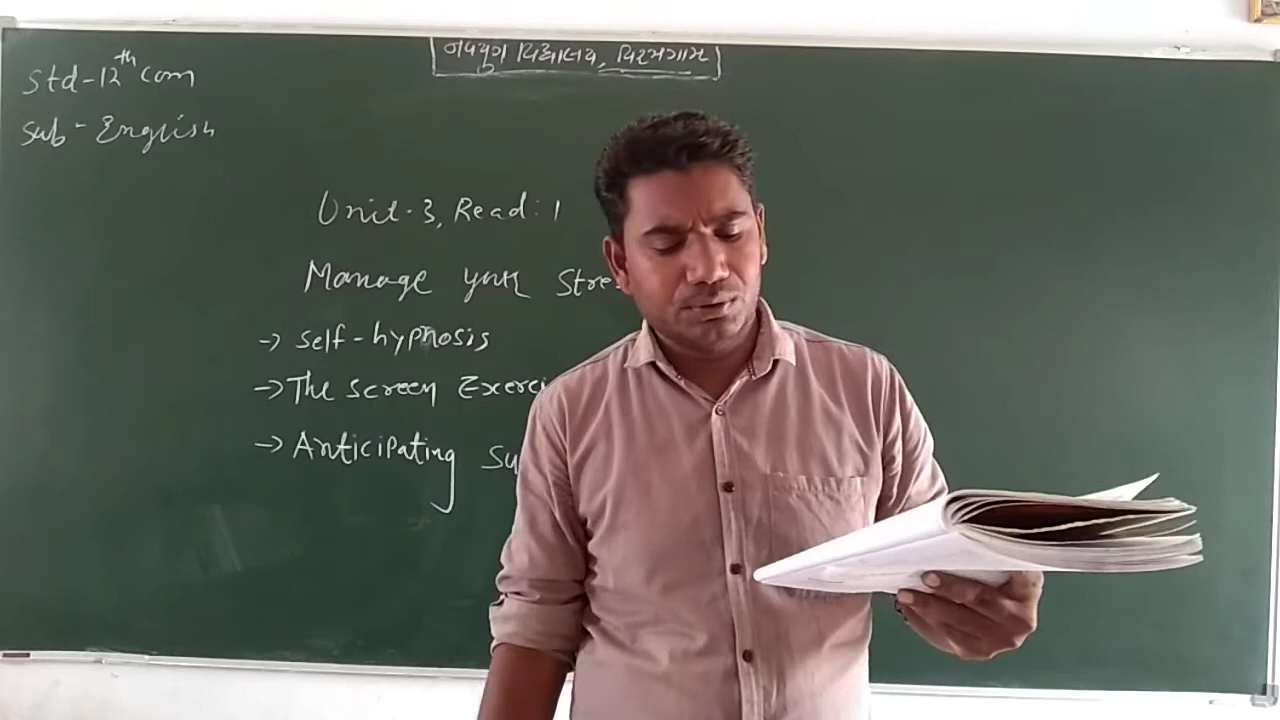 નવયુગ વિદ્યાલય, વિરમગામ
Std-12th Com
Sub- English
Unit-3, Read: 1
Manage your Stres
-> Self-hypnosis
-> The Screen Exerci
-> Anticipating Su